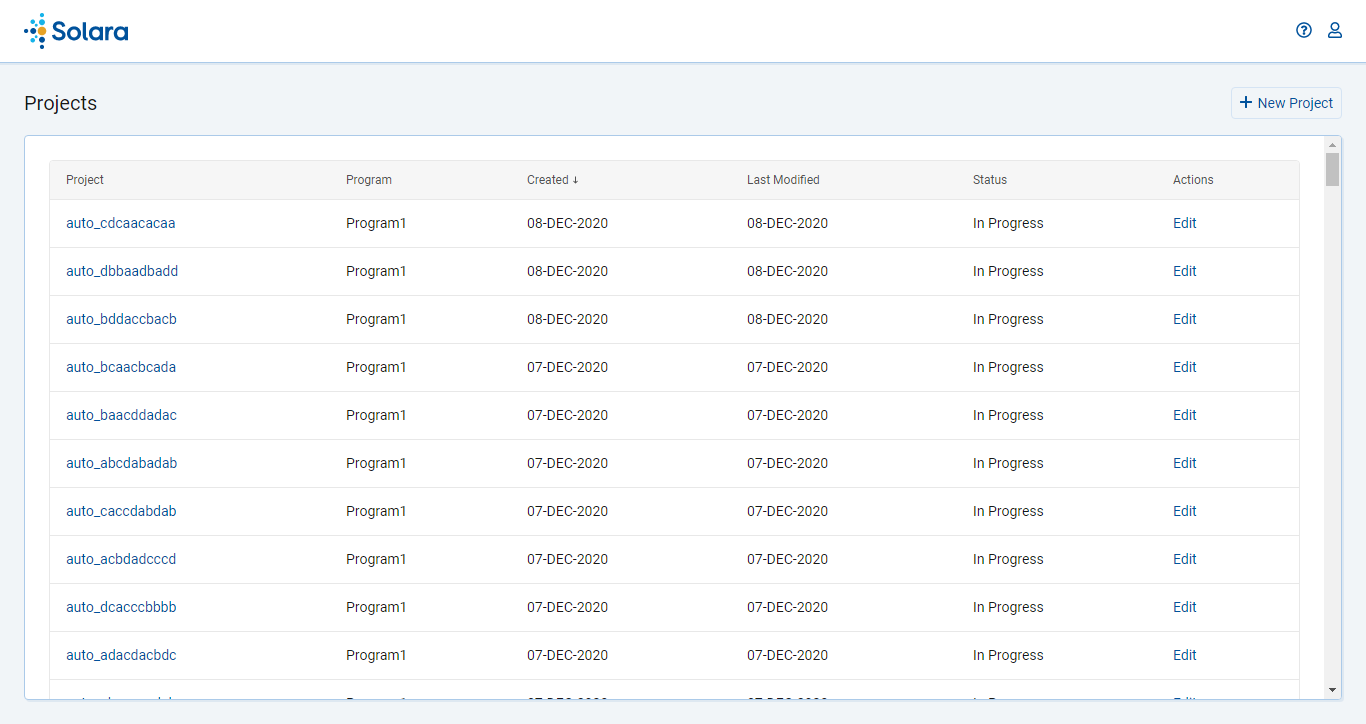 Solara
Projects
+ New Project
Project Program Created ↓ Last Modified Status Actions
auto_cdcaacacaa Program1 08-DEC-2020 08-DEC-2020 In Progress Edit
auto_dbbaadbadd Program1 08-DEC-2020 08-DEC-2020 In Progress Edit
auto_bddaccbacb Program1 08-DEC-2020 08-DEC-2020 In Progress Edit
auto_bcaacbcada Program1 07-DEC-2020 07-DEC-2020 In Progress Edit
auto_baacddadac Program1 07-DEC-2020 07-DEC-2020 In Progress Edit
auto_abcdabadab Program1 07-DEC-2020 07-DEC-2020 In Progress Edit
auto_caccdabdab Program1 07-DEC-2020 07-DEC-2020 In Progress Edit
auto_acbdadcccd Program1 07-DEC-2020 07-DEC-2020 In Progress Edit
auto_dcacccbbbb Program1 07-DEC-2020 07-DEC-2020 In Progress Edit
auto_adacdacbdc Program1 07-DEC-2020 07-DEC-2020 In Progress Edit